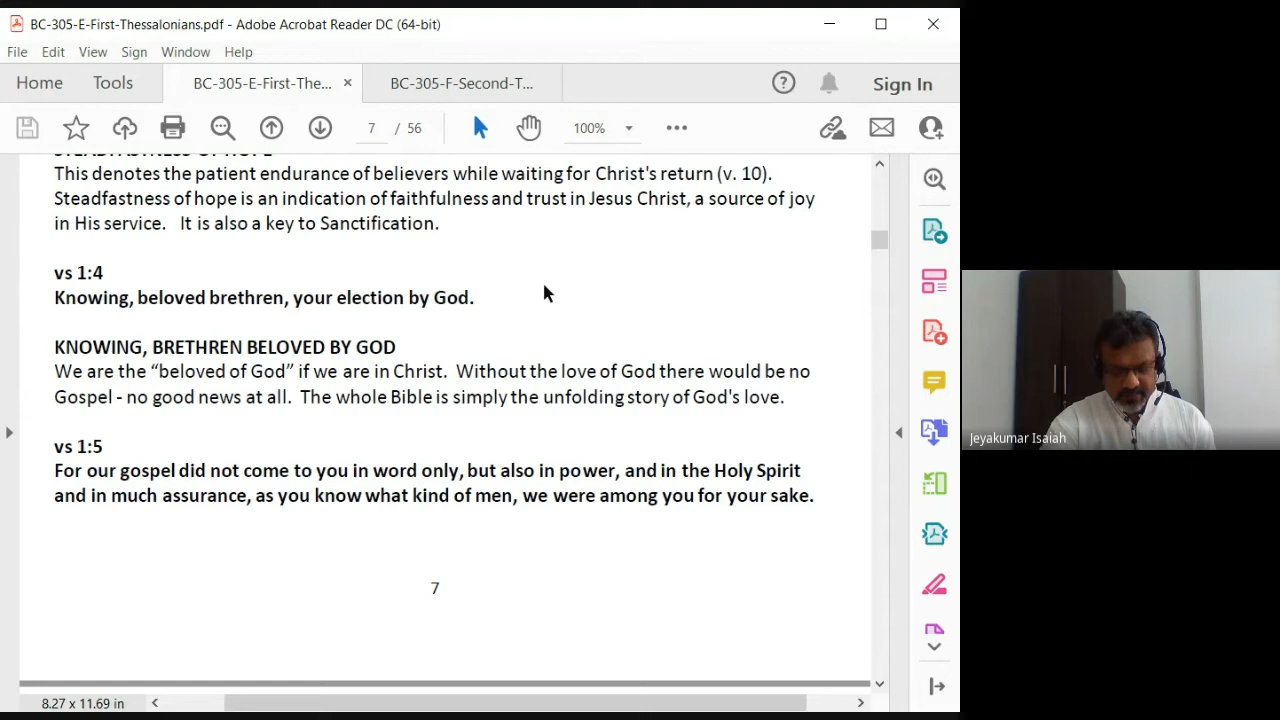 BC-305-E-First-Thessalonians.pdf - Adobe Acrobat Reader DC (64-bit)
File Edit View Sign Window Help
Home Tools BC-305-E-First-The... × BC-305-F-Second-T... Sign In
7 / 56 100%
STEADFASTNESS OF HOPE
This denotes the patient endurance of believers while waiting for Christ's return (v. 10).
Steadfastness of hope is an indication of faithfulness and trust in Jesus Christ, a source of joy
in His service. It is also a key to Sanctification.
vs 1:4
Knowing, beloved brethren, your election by God.
KNOWING, BRETHREN BELOVED BY GOD
We are the “beloved of God” if we are in Christ. Without the love of God there would be no
Gospel - no good news at all. The whole Bible is simply the unfolding story of God's love.
vs 1:5
For our gospel did not come to you in word only, but also in power, and in the Holy Spirit
and in much assurance, as you know what kind of men, we were among you for your sake.
7
8.27 x 11.69 in
Jeyakumar Isaiah